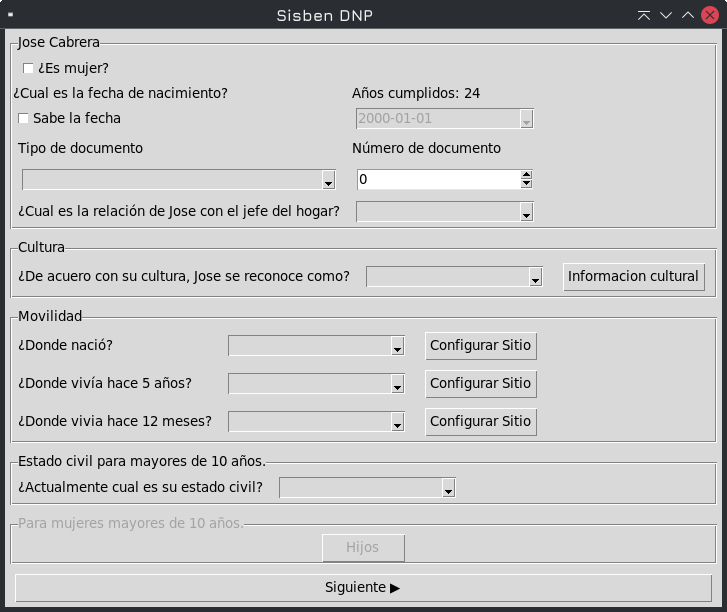 Sisben DNP
Jose Cabrera
¿Es mujer?
¿Cual es la fecha de nacimiento? Años cumplidos: 24
Sabe la fecha 2000-01-01
Tipo de documento Número de documento
0
¿Cual es la relación de Jose con el jefe del hogar?
Cultura
¿De acuero con su cultura, Jose se reconoce como? Informacion cultural
Movilidad
¿Donde nació? Configurar Sitio
¿Donde vivía hace 5 años? Configurar Sitio
¿Donde vivia hace 12 meses? Configurar Sitio
Estado civil para mayores de 10 años.
¿Actualmente cual es su estado civil?
Para mujeres mayores de 10 años.
Hijos
Siguiente ▶